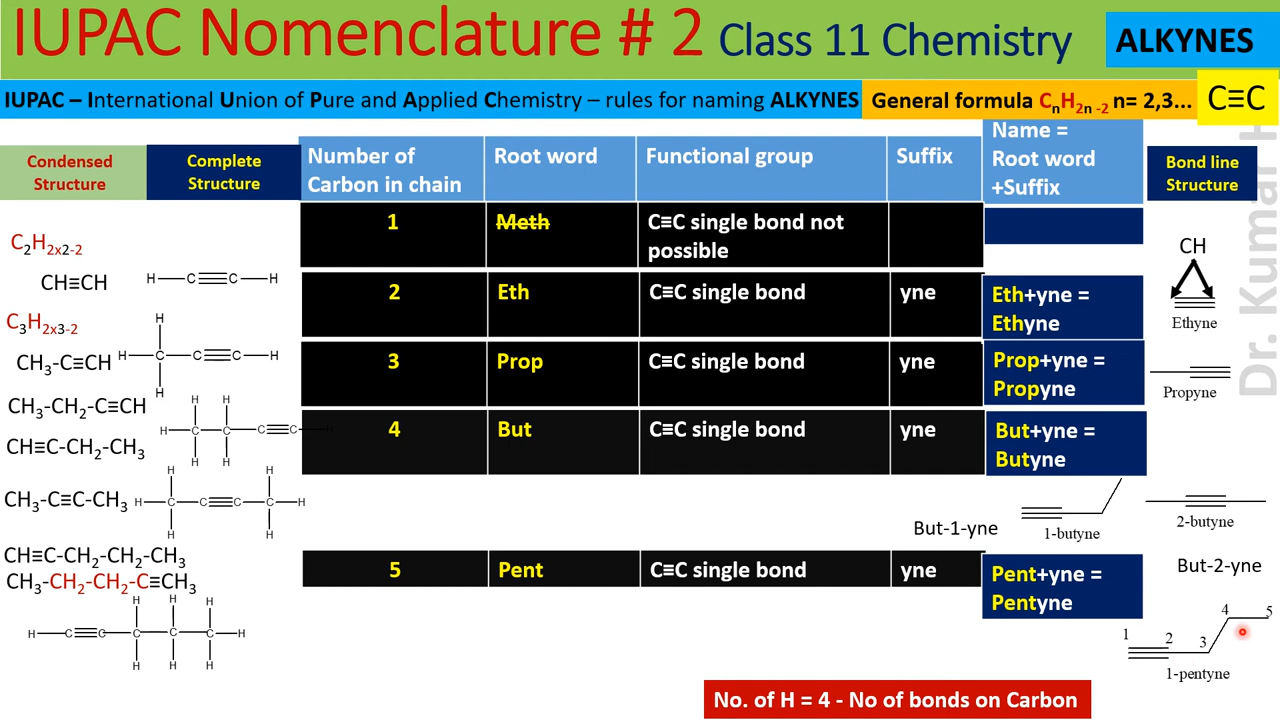 IUPAC Nomenclature # 2 Class 11 Chemistry
ALKYNES
IUPAC – International Union of Pure and Applied Chemistry – rules for naming ALKYNES
General formula CnH2n -2 n= 2,3...
C≡C
Condensed
Structure
Complete
Structure
Number of
Carbon in chain
Root word
Functional group
Suffix
Name =
Root word
+Suffix
Bond line
Structure
1
Meth
C≡C single bond not
possible
C2H2x2-2
CH≡CH
H C C H
CH
Ethyne
2
Eth
C≡C single bond
yne
Eth+yne =
Ethyne
C3H2x3-2
CH3-C≡CH
H
H C C C H
H
3
Prop
C≡C single bond
yne
Prop+yne =
Propyne
Propyne
CH3-CH2-C≡CH
CH≡C-CH2-CH3
H H
H C C C C
H H
4
But
C≡C single bond
yne
But+yne =
Butyne
CH3-C≡C-CH3
H H
H C C C C H
H H
But-1-yne
1-butyne
2-butyne
But-2-yne
CH≡C-CH2-CH2-CH3
CH3-CH2-CH2-C≡CH3
5
Pent
C≡C single bond
yne
Pent+yne =
Pentyne
H H H
H C C C C C H
H H H
1 2 3 4 5
1-pentyne
No. of H = 4 - No of bonds on Carbon
Dr. Kumar